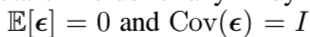 𝔼[𝝐] = 0 and Cov(𝝐) = I